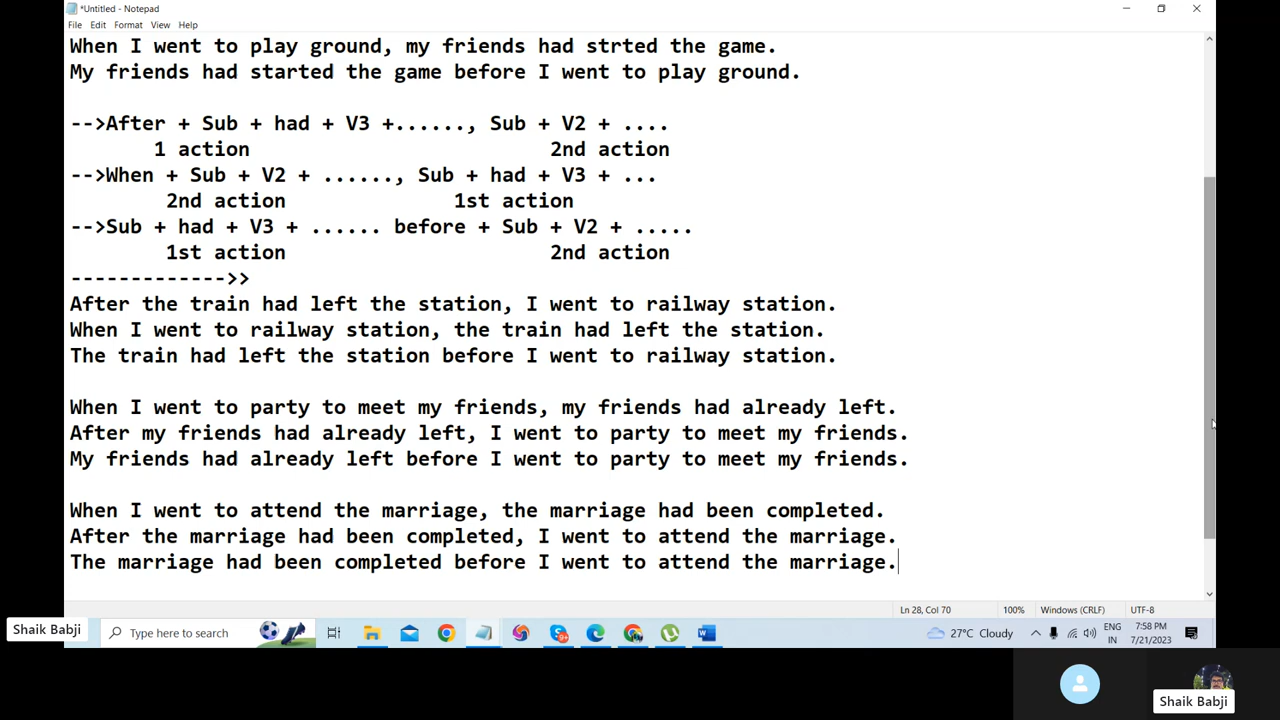 *Untitled - Notepad
File Edit Format View Help
When I went to play ground, my friends had strted the game.
My friends had started the game before I went to play ground.
-->After + Sub + had + V3 +......, Sub + V2 + ....
1 action 2nd action
-->When + Sub + V2 + ......, Sub + had + V3 + ...
2nd action 1st action
-->Sub + had + V3 + ...... before + Sub + V2 + .....
1st action 2nd action
------------->>
After the train had left the station, I went to railway station.
When I went to railway station, the train had left the station.
The train had left the station before I went to railway station.
When I went to party to meet my friends, my friends had already left.
After my friends had already left, I went to party to meet my friends.
My friends had already left before I went to party to meet my friends.
When I went to attend the marriage, the marriage had been completed.
After the marriage had been completed, I went to attend the marriage.
The marriage had been completed before I went to attend the marriage.
Ln 28, Col 70 100% Windows (CRLF) UTF-8
Shaik Babji
Type here to search
27°C Cloudy
ENG
IN
7:58 PM
7/21/2023
Shaik Babji